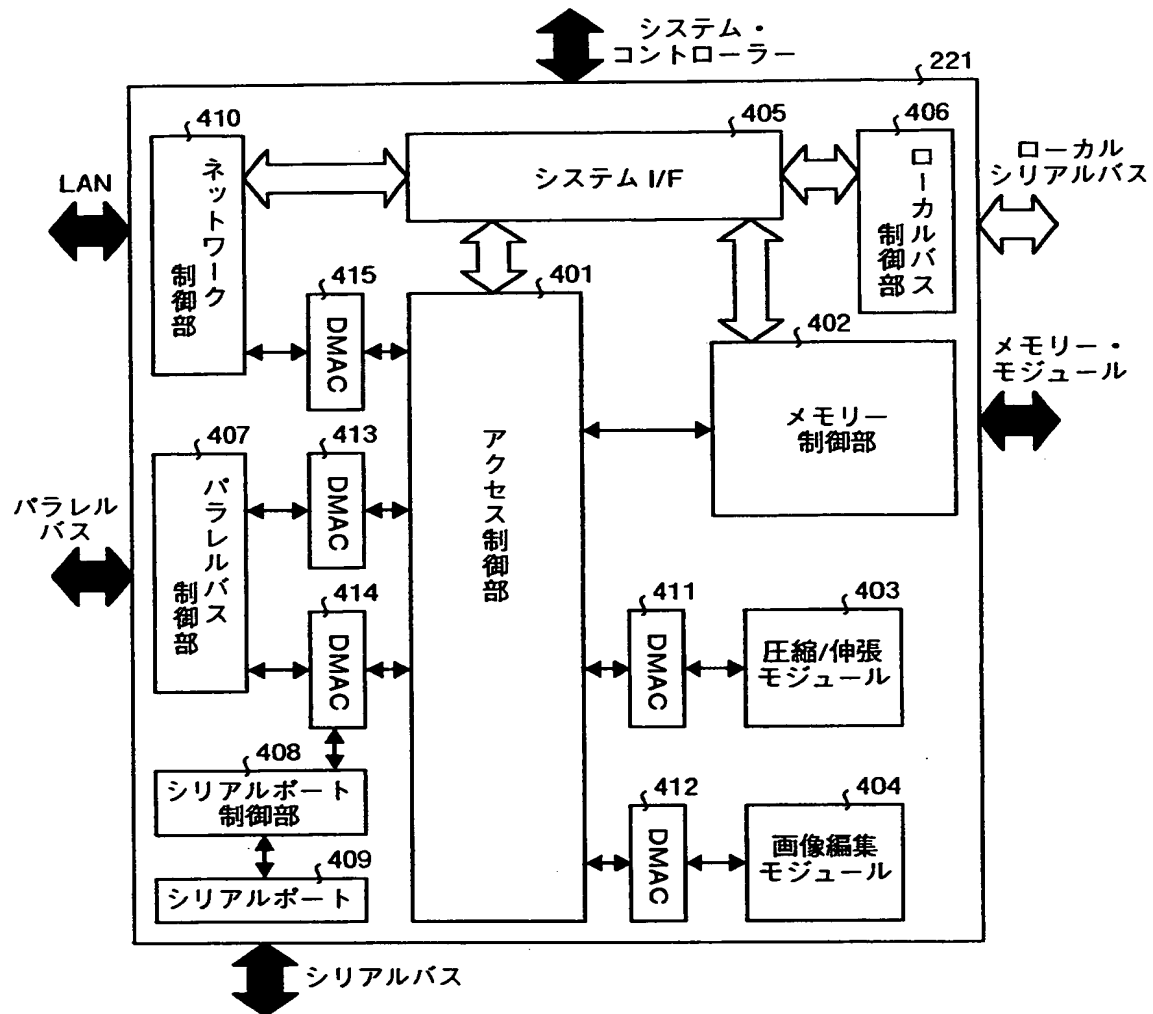 システム・
コントローラー
221
410
405
406
ネットワーク
制御部
システム I/F
ローカルバス
制御部
ローカル
シリアルバス
LAN
415
401
DMAC
402
メモリー・
モジュール
407
413
アクセス制御部
メモリー
制御部
パラレル
バス
パラレルバス
制御部
DMAC
414
411
403
DMAC
DMAC
圧縮/伸張
モジュール
408
シリアルポート
制御部
412
404
409
シリアルポート
DMAC
画像編集
モジュール
シリアルバス